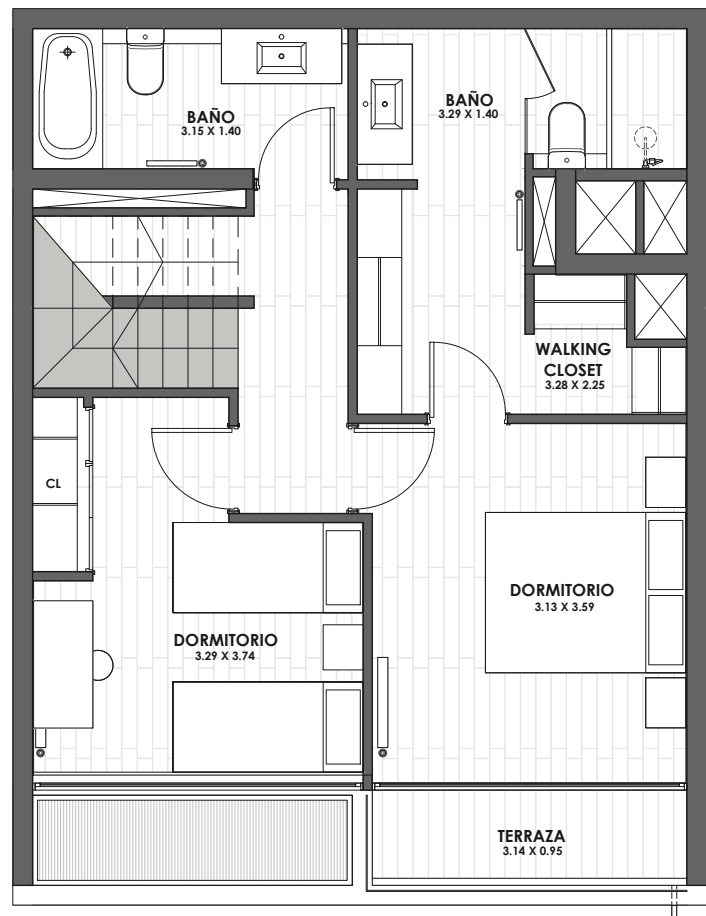 BAÑO
3.15 X 1.40
BAÑO
3.29 X 1.40
WALKING
CLOSET
3.28 X 2.25
CL
DORMITORIO
3.13 X 3.59
DORMITORIO
3.29 X 3.74
TERRAZA
3.14 X 0.95